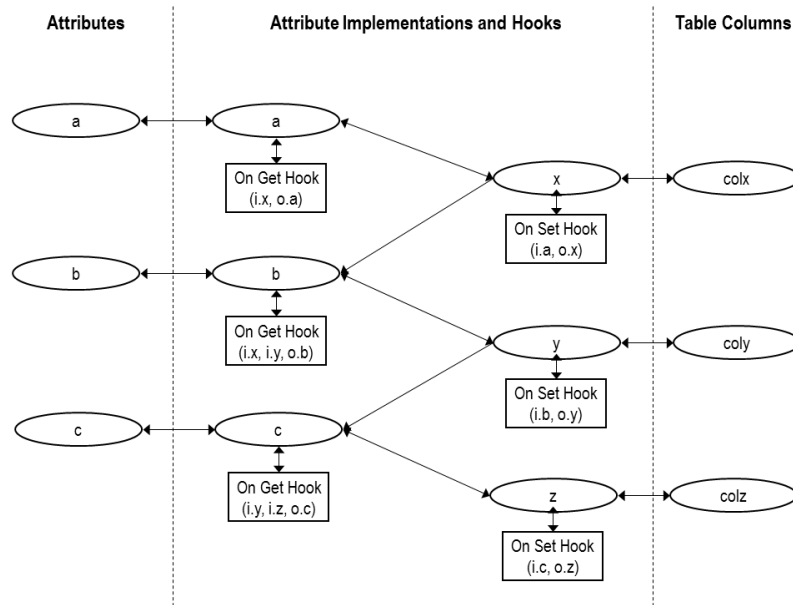 Attributes
Attribute Implementations and Hooks
Table Columns
a
a
On Get Hook
(i.x, o.a)
x
colx
On Set Hook
(i.a, o.x)
b
b
On Get Hook
(i.x, i.y, o.b)
y
coly
On Set Hook
(i.b, o.y)
c
c
On Get Hook
(i.y, i.z, o.c)
z
colz
On Set Hook
(i.c, o.z)